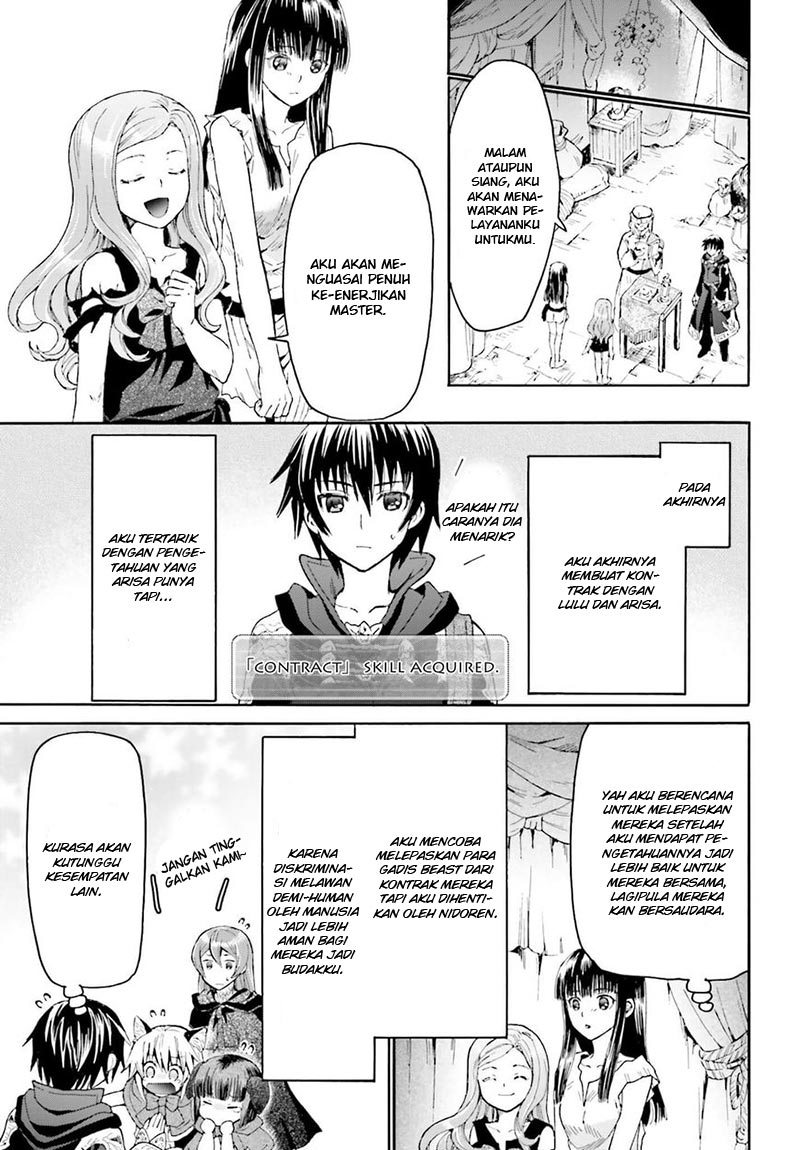 MALAM
ATAUPUN
SIANG, AKU
AKAN MENA-
WARKAN PE-
LAYANANKU
UNTUKMU.
AKU AKAN ME-
NGUASAI PENUH
KE-ENERJIKAN
MASTER.
PADA
AKHIRNYA
AKU AKHIRNYA
MEMBUAT KON-
TRAK DENGAN
LULU DAN ARISA.
APAKAH ITU
CARANYA DIA
MENARIK?
AKU TERTARIK
DENGAN PENGE-
TAHUAN YANG
ARISA PUNYA
TAPI...
「CONTRACT」 SKILL ACQUIRED.
YAH AKU BERENCANA
UNTUK MELEPASKAN
MEREKA SETELAH
AKU MENDAPAT PE-
NGETAHUANNYA JADI
LEBIH BAIK UNTUK
MEREKA BERSAMA,
LAGIPULA MEREKA
KAN BERSAUDARA.
AKU MENCOBA
MELEPASKAN PARA
GADIS BEAST DARI
KONTRAK MEREKA
TAPI AKU DIHENTI-
KAN OLEH NIDOREN.
KARENA
DISKRIMINA-
SI MELAWAN
DEMI-HUMAN
OLEH MANUSIA
JADI LEBIH
AMAN BAGI
MEREKA JADI
BUDAKKU.
JANGAN TING-
GALKAN KAMI-
KURASA AKAN
KUTUNGGU
KESEMPATAN
LAIN.